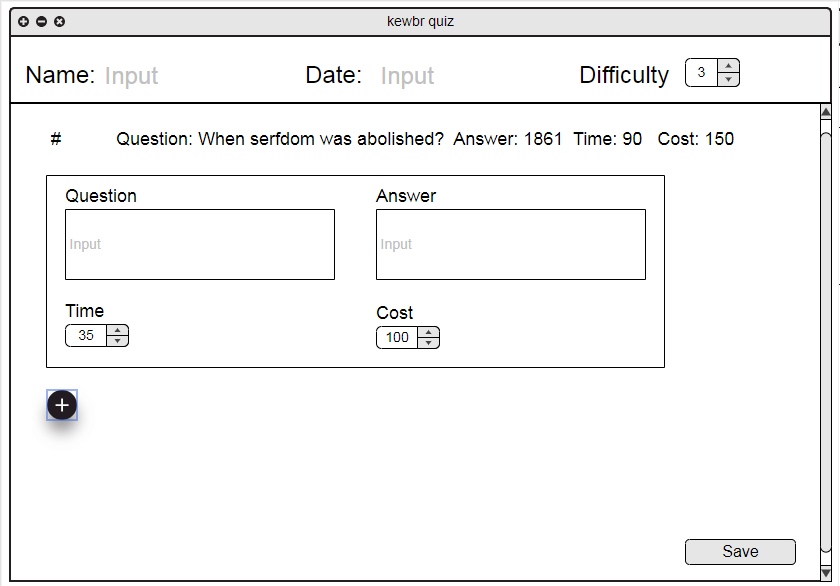 kewbr quiz
Name: Input Date: Input Difficulty 3
# Question: When serfdom was abolished? Answer: 1861 Time: 90 Cost: 150
Question Answer
Input Input
Time Cost
35 100
+
Save